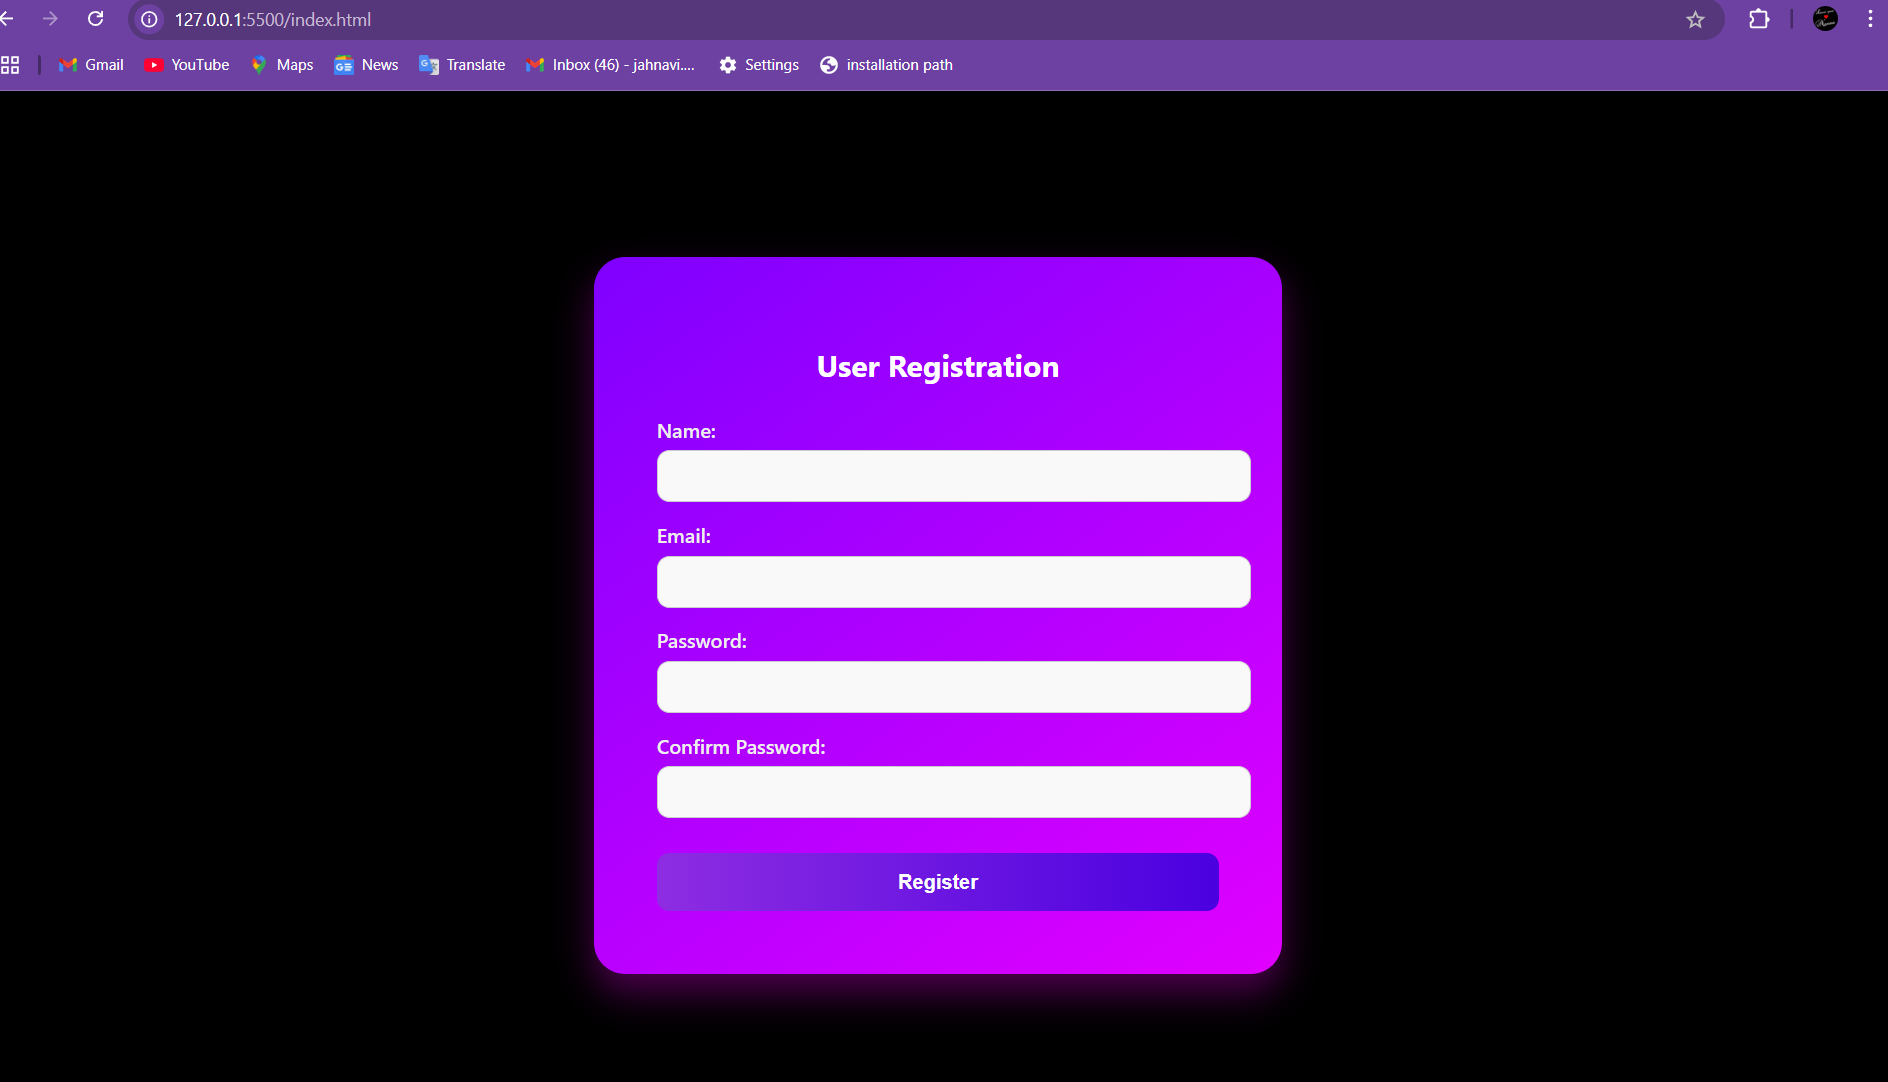 127.0.0.1:5500/index.html
Gmail YouTube Maps News Translate Inbox (46) - jahnavi.... Settings installation path
User Registration
Name:
Email:
Password:
Confirm Password:
Register